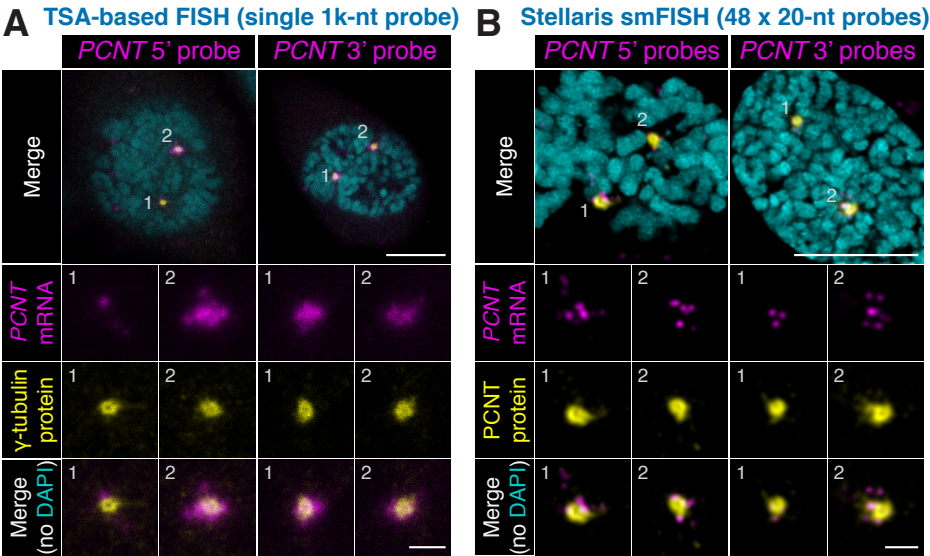 A TSA-based FISH (single 1k-nt probe)
PCNT 5' probe
PCNT 3' probe
Merge
2
1
2
1
PCNT
mRNA
1
2
1
2
γ-tubulin
protein
1
2
1
2
Merge
(no DAPI)
1
2
1
2
B Stellaris smFISH (48 x 20-nt probes)
PCNT 5' probes
PCNT 3' probes
Merge
2
1
1
2
PCNT
mRNA
1
2
1
2
PCNT
protein
1
2
1
2
Merge
(no DAPI)
1
2
1
2